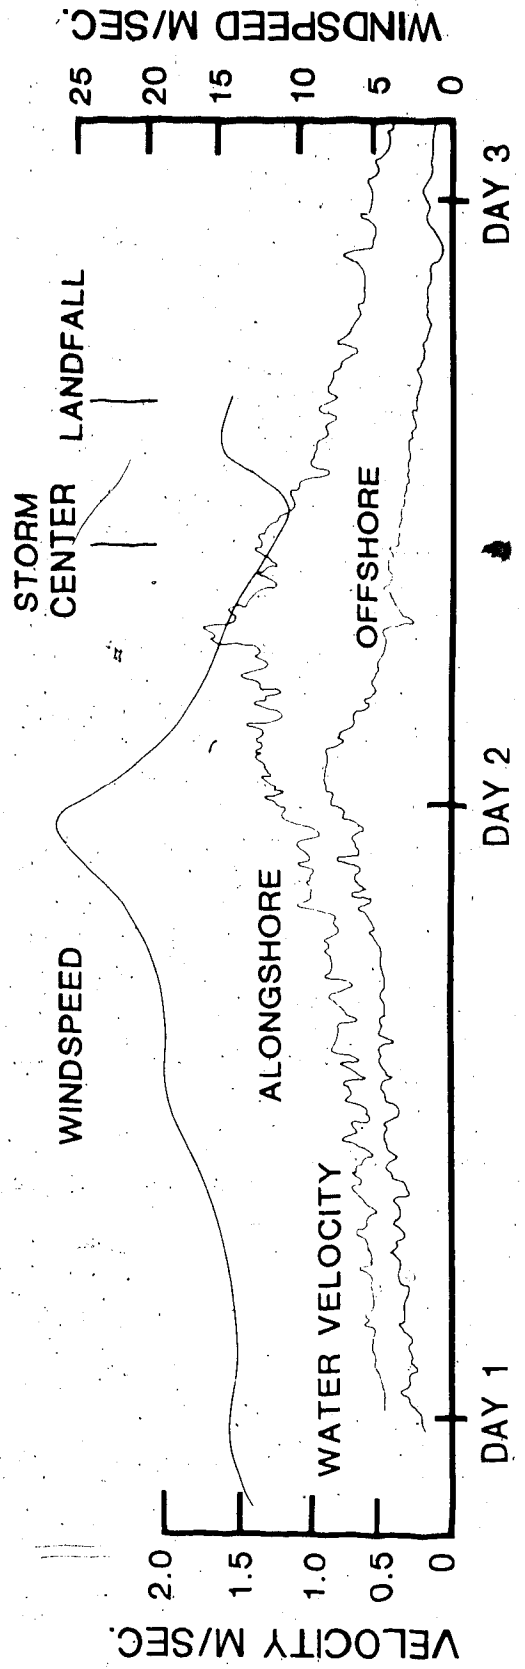 VELOCITY M/SEC.
2.0
1.5
1.0
0.5
0
WINDSPEED
WATER VELOCITY
ALONGSHORE
OFFSHORE
STORM
CENTER
LANDFALL
DAY 1
DAY 2
DAY 3
25
20
15
10
5
0
WINDSPEED M/SEC.